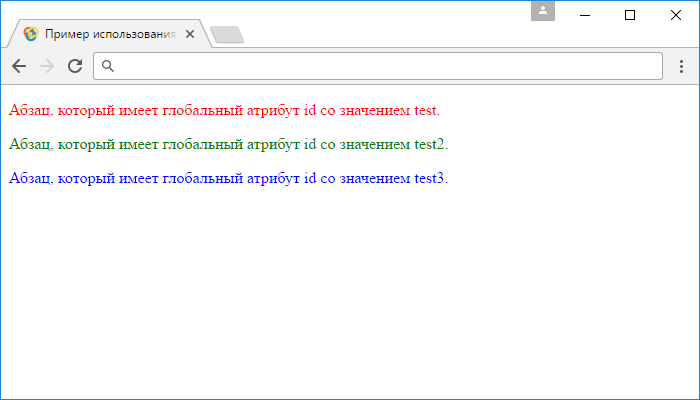 Пример использования
Абзац, который имеет глобальный атрибут id со значением test.
Абзац, который имеет глобальный атрибут id со значением test2.
Абзац, который имеет глобальный атрибут id со значением test3.